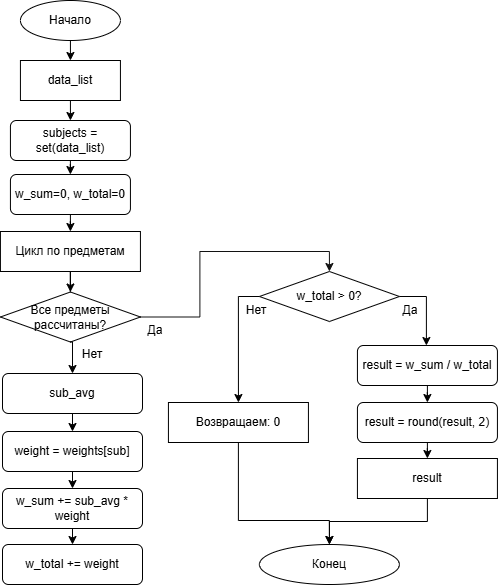 Начало
data_list
subjects =
set(data_list)
w_sum=0, w_total=0
Цикл по предметам
Все предметы
рассчитаны?
Да
Нет
sub_avg
weight = weights[sub]
w_sum += sub_avg *
weight
w_total += weight
w_total > 0?
Нет
Да
Возвращаем: 0
result = w_sum / w_total
result = round(result, 2)
result
Конец